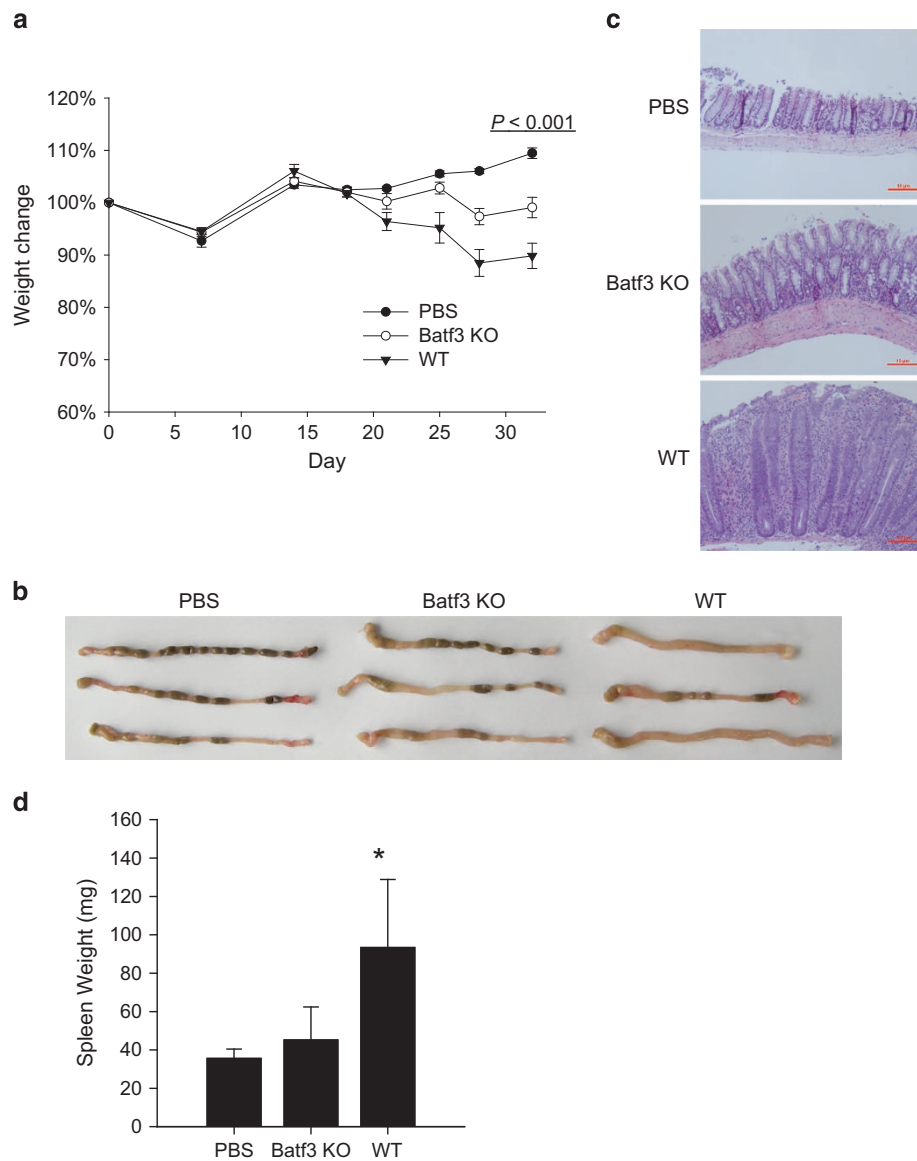 a
120%
110%
100%
90%
80%
70%
60%
Weight change
P < 0.001
PBS
Batf3 KO
WT
0 5 10 15 20 25 30
Day
c
PBS
Batf3 KO
WT
b
PBS Batf3 KO WT
d
160
140
120
100
80
60
40
20
0
Spleen Weight (mg)
*
PBS Batf3 KO WT